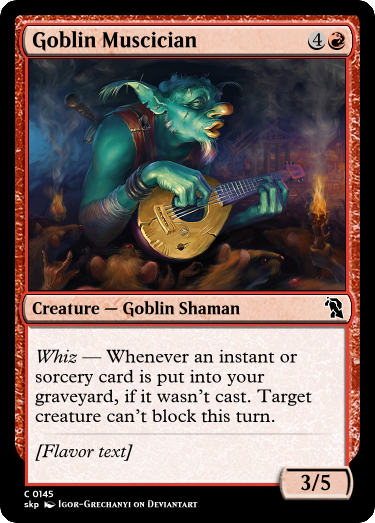 Goblin Muscician 4
Creature — Goblin Shaman
Whiz — Whenever an instant or
sorcery card is put into your
graveyard, if it wasn't cast. Target
creature can't block this turn.
[Flavor text]
3/5
C 0145
skp Igor-Grechanyi on Deviantart